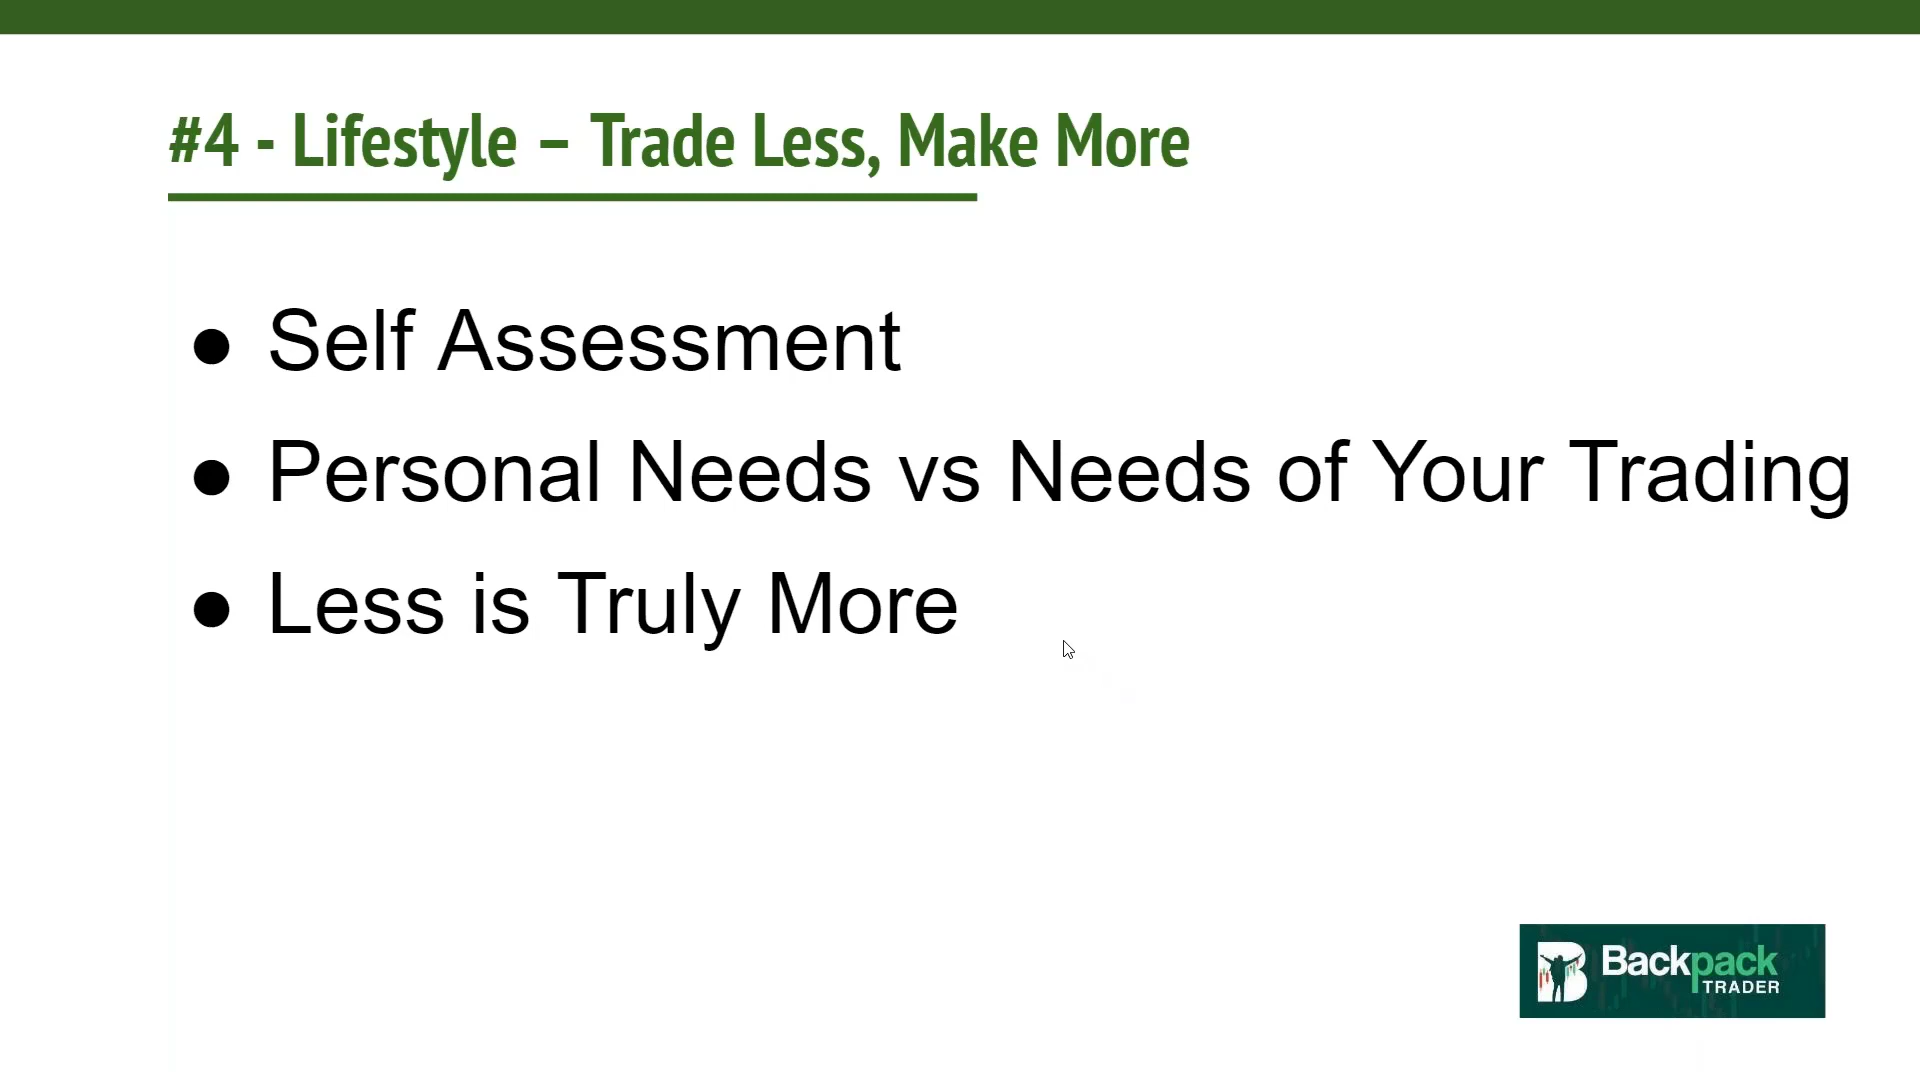 #4 - Lifestyle – Trade Less, Make More
● Self Assessment
● Personal Needs vs Needs of Your Trading
● Less is Truly More
B Backpack
TRADER